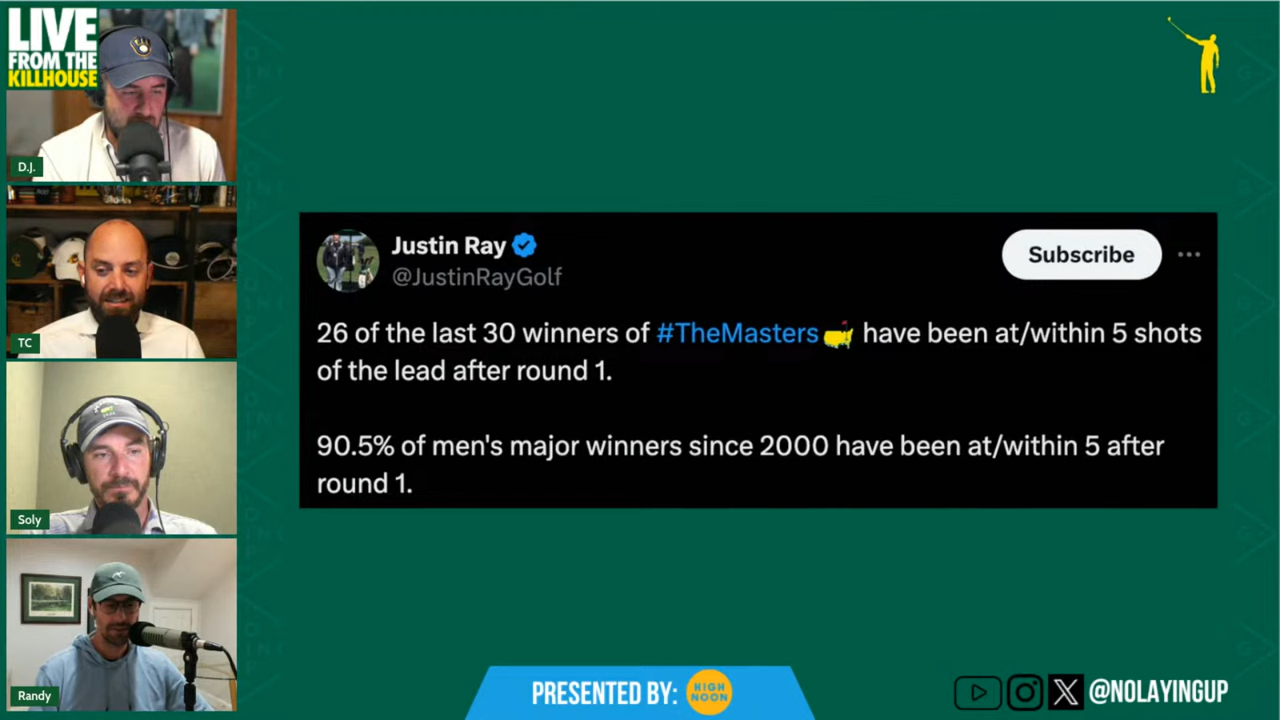 LIVE
FROM THE
KILLHOUSE
D.J.
TC
Soly
Randy
Justin Ray
@JustinRayGolf
Subscribe
26 of the last 30 winners of #TheMasters have been at/within 5 shots
of the lead after round 1.
90.5% of men's major winners since 2000 have been at/within 5 after
round 1.
PRESENTED BY:
HIGH
NOON
@NOLAYINGUP